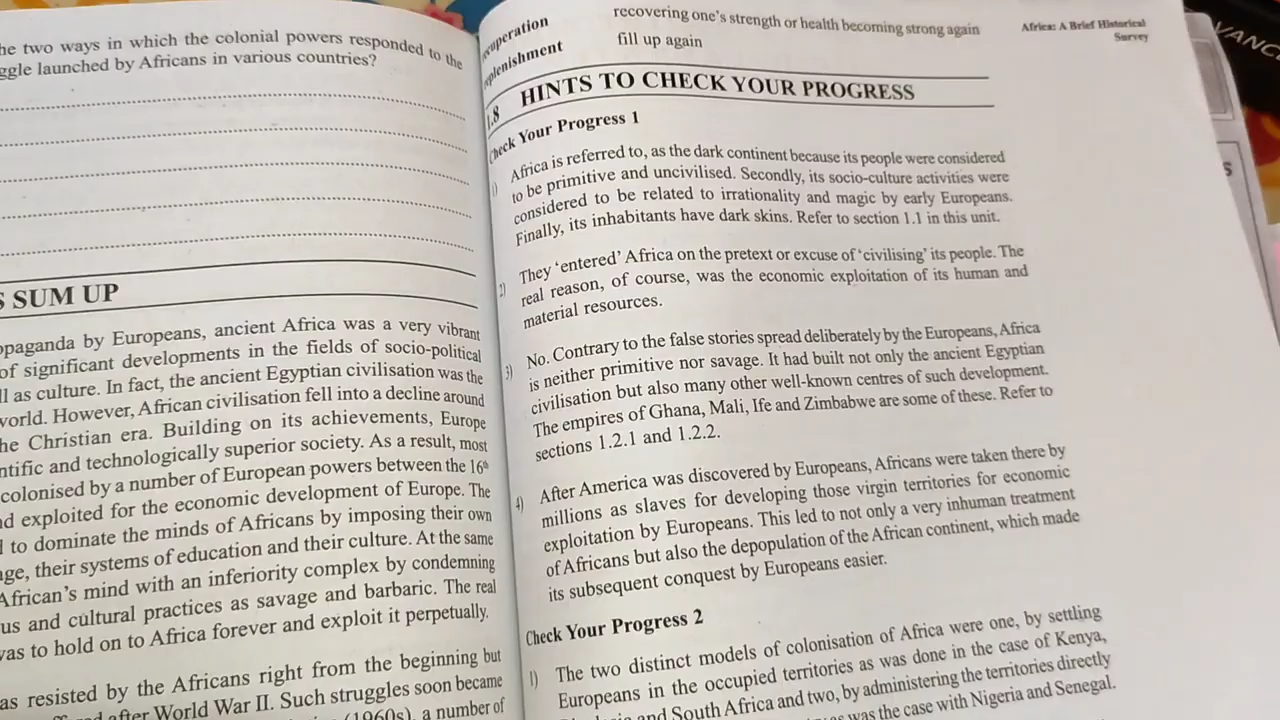 he two ways in which the colonial powers responded to the
ggle launched by Africans in various countries?
S SUM UP
opaganda by Europeans, ancient Africa was a very vibrant
of significant developments in the fields of socio-political
ll as culture. In fact, the ancient Egyptian civilisation was the
world. However, African civilisation fell into a decline around
he Christian era. Building on its achievements, Europe
ntific and technologically superior society. As a result, most
colonised by a number of European powers between the 16th
nd exploited for the economic development of Europe. The
d to dominate the minds of Africans by imposing their own
age, their systems of education and their culture. At the same
African's mind with an inferiority complex by condemning
us and cultural practices as savage and barbaric. The real
was to hold on to Africa forever and exploit it perpetually.
as resisted by the Africans right from the beginning but
after World War II. Such struggles soon became
(1960s), a number of
Africa: A Brief Historical
Survey
recuperation recovering one's strength or health becoming strong again
eplenishment fill up again
1.8 HINTS TO CHECK YOUR PROGRESS
Check Your Progress 1
1) Africa is referred to, as the dark continent because its people were considered
to be primitive and uncivilised. Secondly, its socio-culture activities were
considered to be related to irrationality and magic by early Europeans.
Finally, its inhabitants have dark skins. Refer to section 1.1 in this unit.
2) They 'entered' Africa on the pretext or excuse of 'civilising' its people. The
real reason, of course, was the economic exploitation of its human and
material resources.
3) No. Contrary to the false stories spread deliberately by the Europeans, Africa
is neither primitive nor savage. It had built not only the ancient Egyptian
civilisation but also many other well-known centres of such development.
The empires of Ghana, Mali, Ife and Zimbabwe are some of these. Refer to
sections 1.2.1 and 1.2.2.
4) After America was discovered by Europeans, Africans were taken there by
millions as slaves for developing those virgin territories for economic
exploitation by Europeans. This led to not only a very inhuman treatment
of Africans but also the depopulation of the African continent, which made
its subsequent conquest by Europeans easier.
Check Your Progress 2
1) The two distinct models of colonisation of Africa were one, by settling
Europeans in the occupied territories as was done in the case of Kenya,
and South Africa and two, by administering the territories directly
was the case with Nigeria and Senegal.
VANC
S